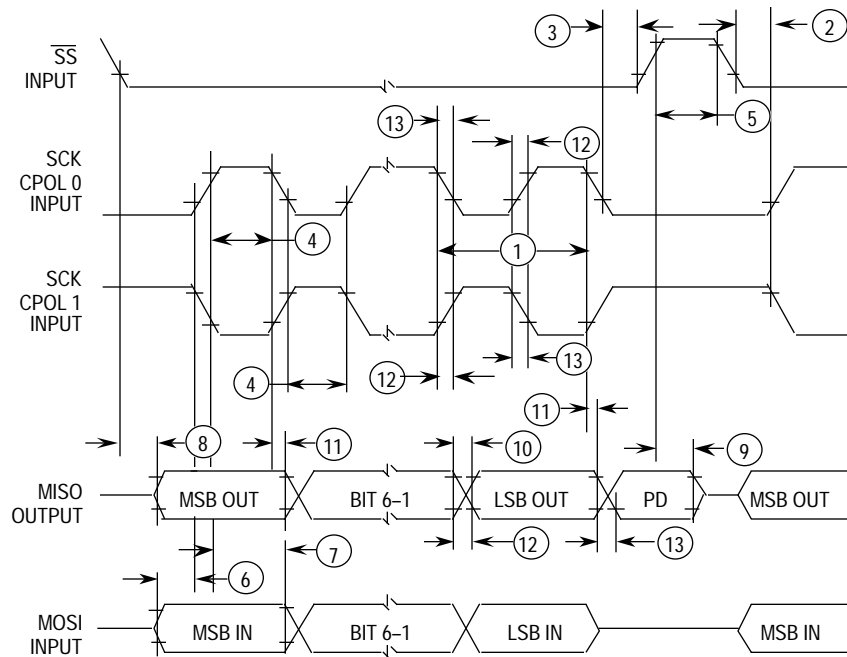 3
2
SS
INPUT
5
13
12
SCK
CPOL 0
INPUT
4
1
SCK
CPOL 1
INPUT
4
12
13
11
8
11
10
9
MISO
OUTPUT
MSB OUT
BIT 6–1
LSB OUT
PD
MSB OUT
12
13
7
6
MOSI
INPUT
MSB IN
BIT 6–1
LSB IN
MSB IN